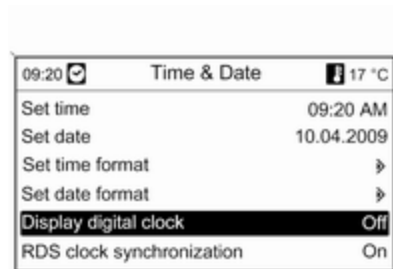 09:20 Time & Date 17 °C
Set time 09:20 AM
Set date 10.04.2009
Set time format
Set date format
Display digital clock Off
RDS clock synchronization On